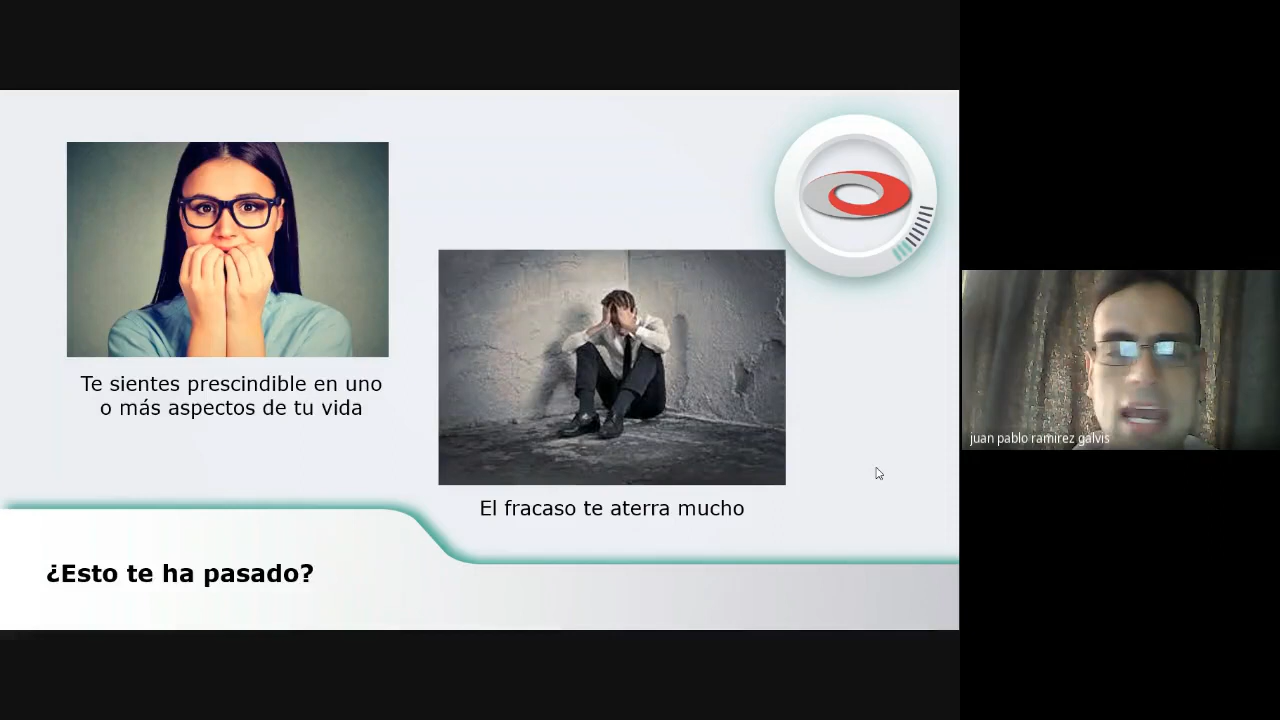 Te sientes prescindible en uno
o más aspectos de tu vida
El fracaso te aterra mucho
¿Esto te ha pasado?
juan pablo ramirez galvis